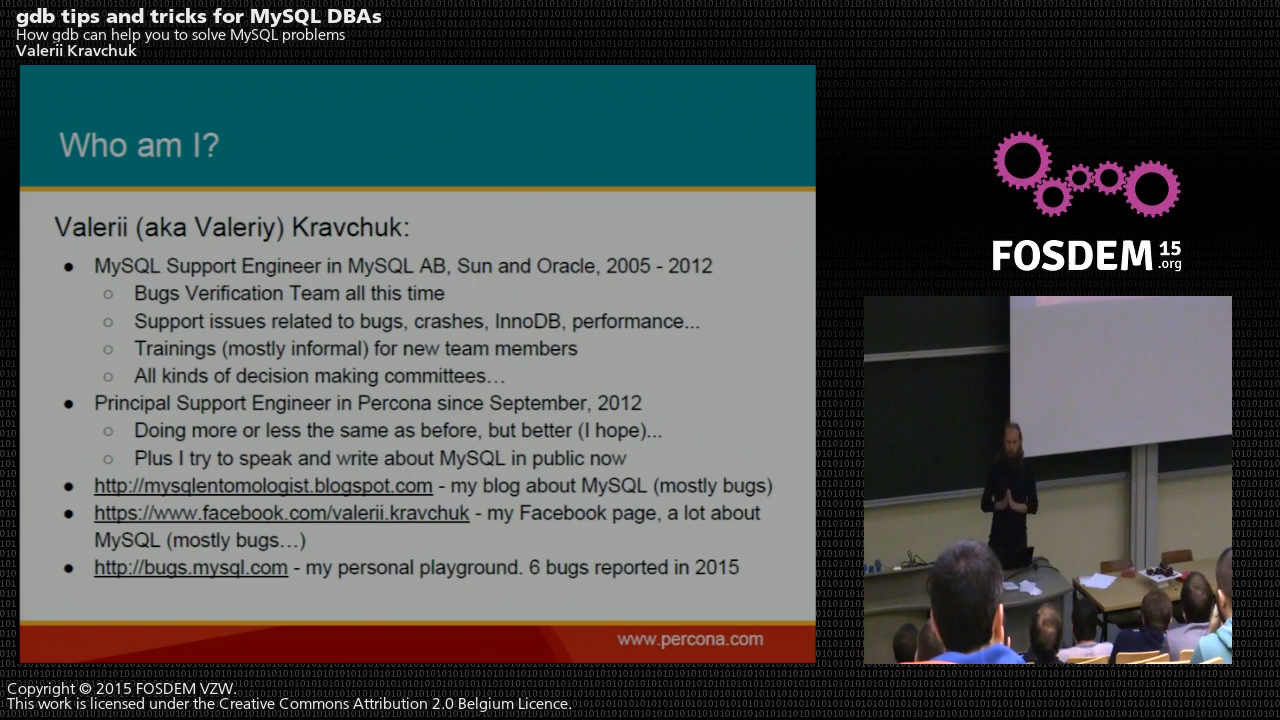 gdb tips and tricks for MySQL DBAs
How gdb can help you to solve MySQL problems
Valerii Kravchuk
Who am I?
Valerii (aka Valeriy) Kravchuk:
● MySQL Support Engineer in MySQL AB, Sun and Oracle, 2005 - 2012
○ Bugs Verification Team all this time
○ Support issues related to bugs, crashes, InnoDB, performance...
○ Trainings (mostly informal) for new team members
○ All kinds of decision making committees…
● Principal Support Engineer in Percona since September, 2012
○ Doing more or less the same as before, but better (I hope)...
○ Plus I try to speak and write about MySQL in public now
● http://mysqlentomologist.blogspot.com - my blog about MySQL (mostly bugs)
● https://www.facebook.com/valerii.kravchuk - my Facebook page, a lot about
MySQL (mostly bugs…)
● http://bugs.mysql.com - my personal playground. 6 bugs reported in 2015
www.percona.com
FOSDEM 15
.org
Copyright © 2015 FOSDEM VZW.
This work is licensed under the Creative Commons Attribution 2.0 Belgium Licence.